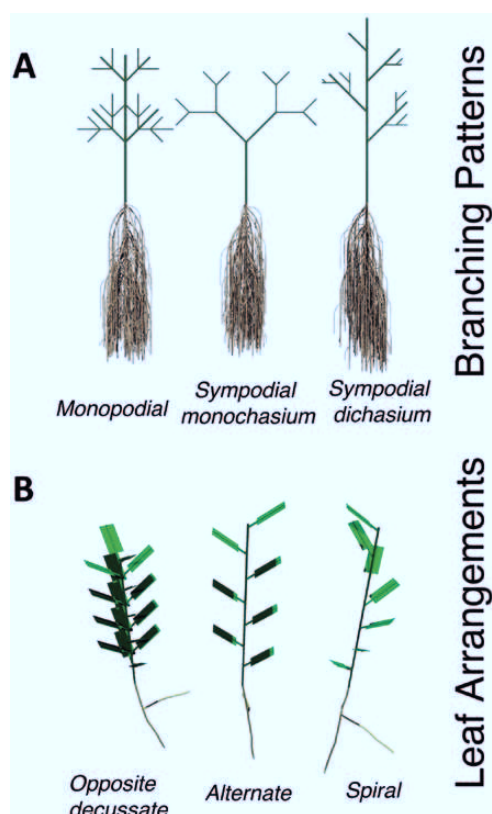 A
Branching Patterns
Monopodial
Sympodial
monochasium
Sympodial
dichasium
B
Leaf Arrangements
Opposite
decussate
Alternate
Spiral